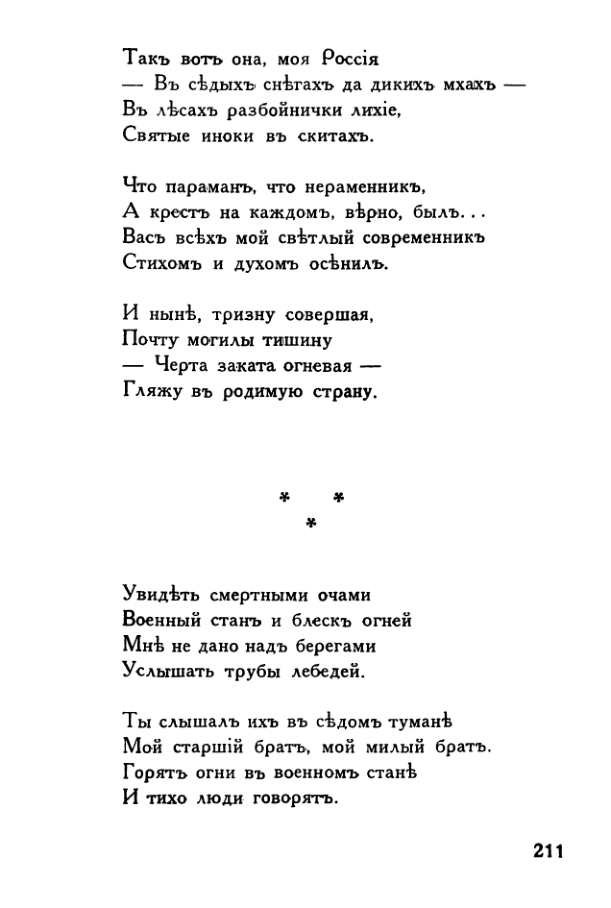 Такъ вотъ она, моя Россія
— Въ сѣдыхъ снѣгахъ да дикихъ мхахъ —
Въ лѣсахъ разбойнички лихіе,
Святые иноки въ скитахъ.
Что параманъ, что нераменникъ,
А крестъ на каждомъ, вѣрно, былъ...
Васъ всѣхъ мой свѣтлый современникъ
Стихомъ и духомъ осѣнилъ.
И нынѣ, тризну совершая,
Почту могилы тишину
— Черта заката огневая —
Гляжу въ родимую страну.
* *
*
Увидѣть смертными очами
Военный станъ и блескъ огней
Мнѣ не дано надъ берегами
Услышать трубы лебедей.
Ты слышалъ ихъ въ сѣдомъ туманѣ
Мой старшій братъ, мой милый братъ.
Горятъ огни въ военномъ станѣ
И тихо люди говорятъ.
211